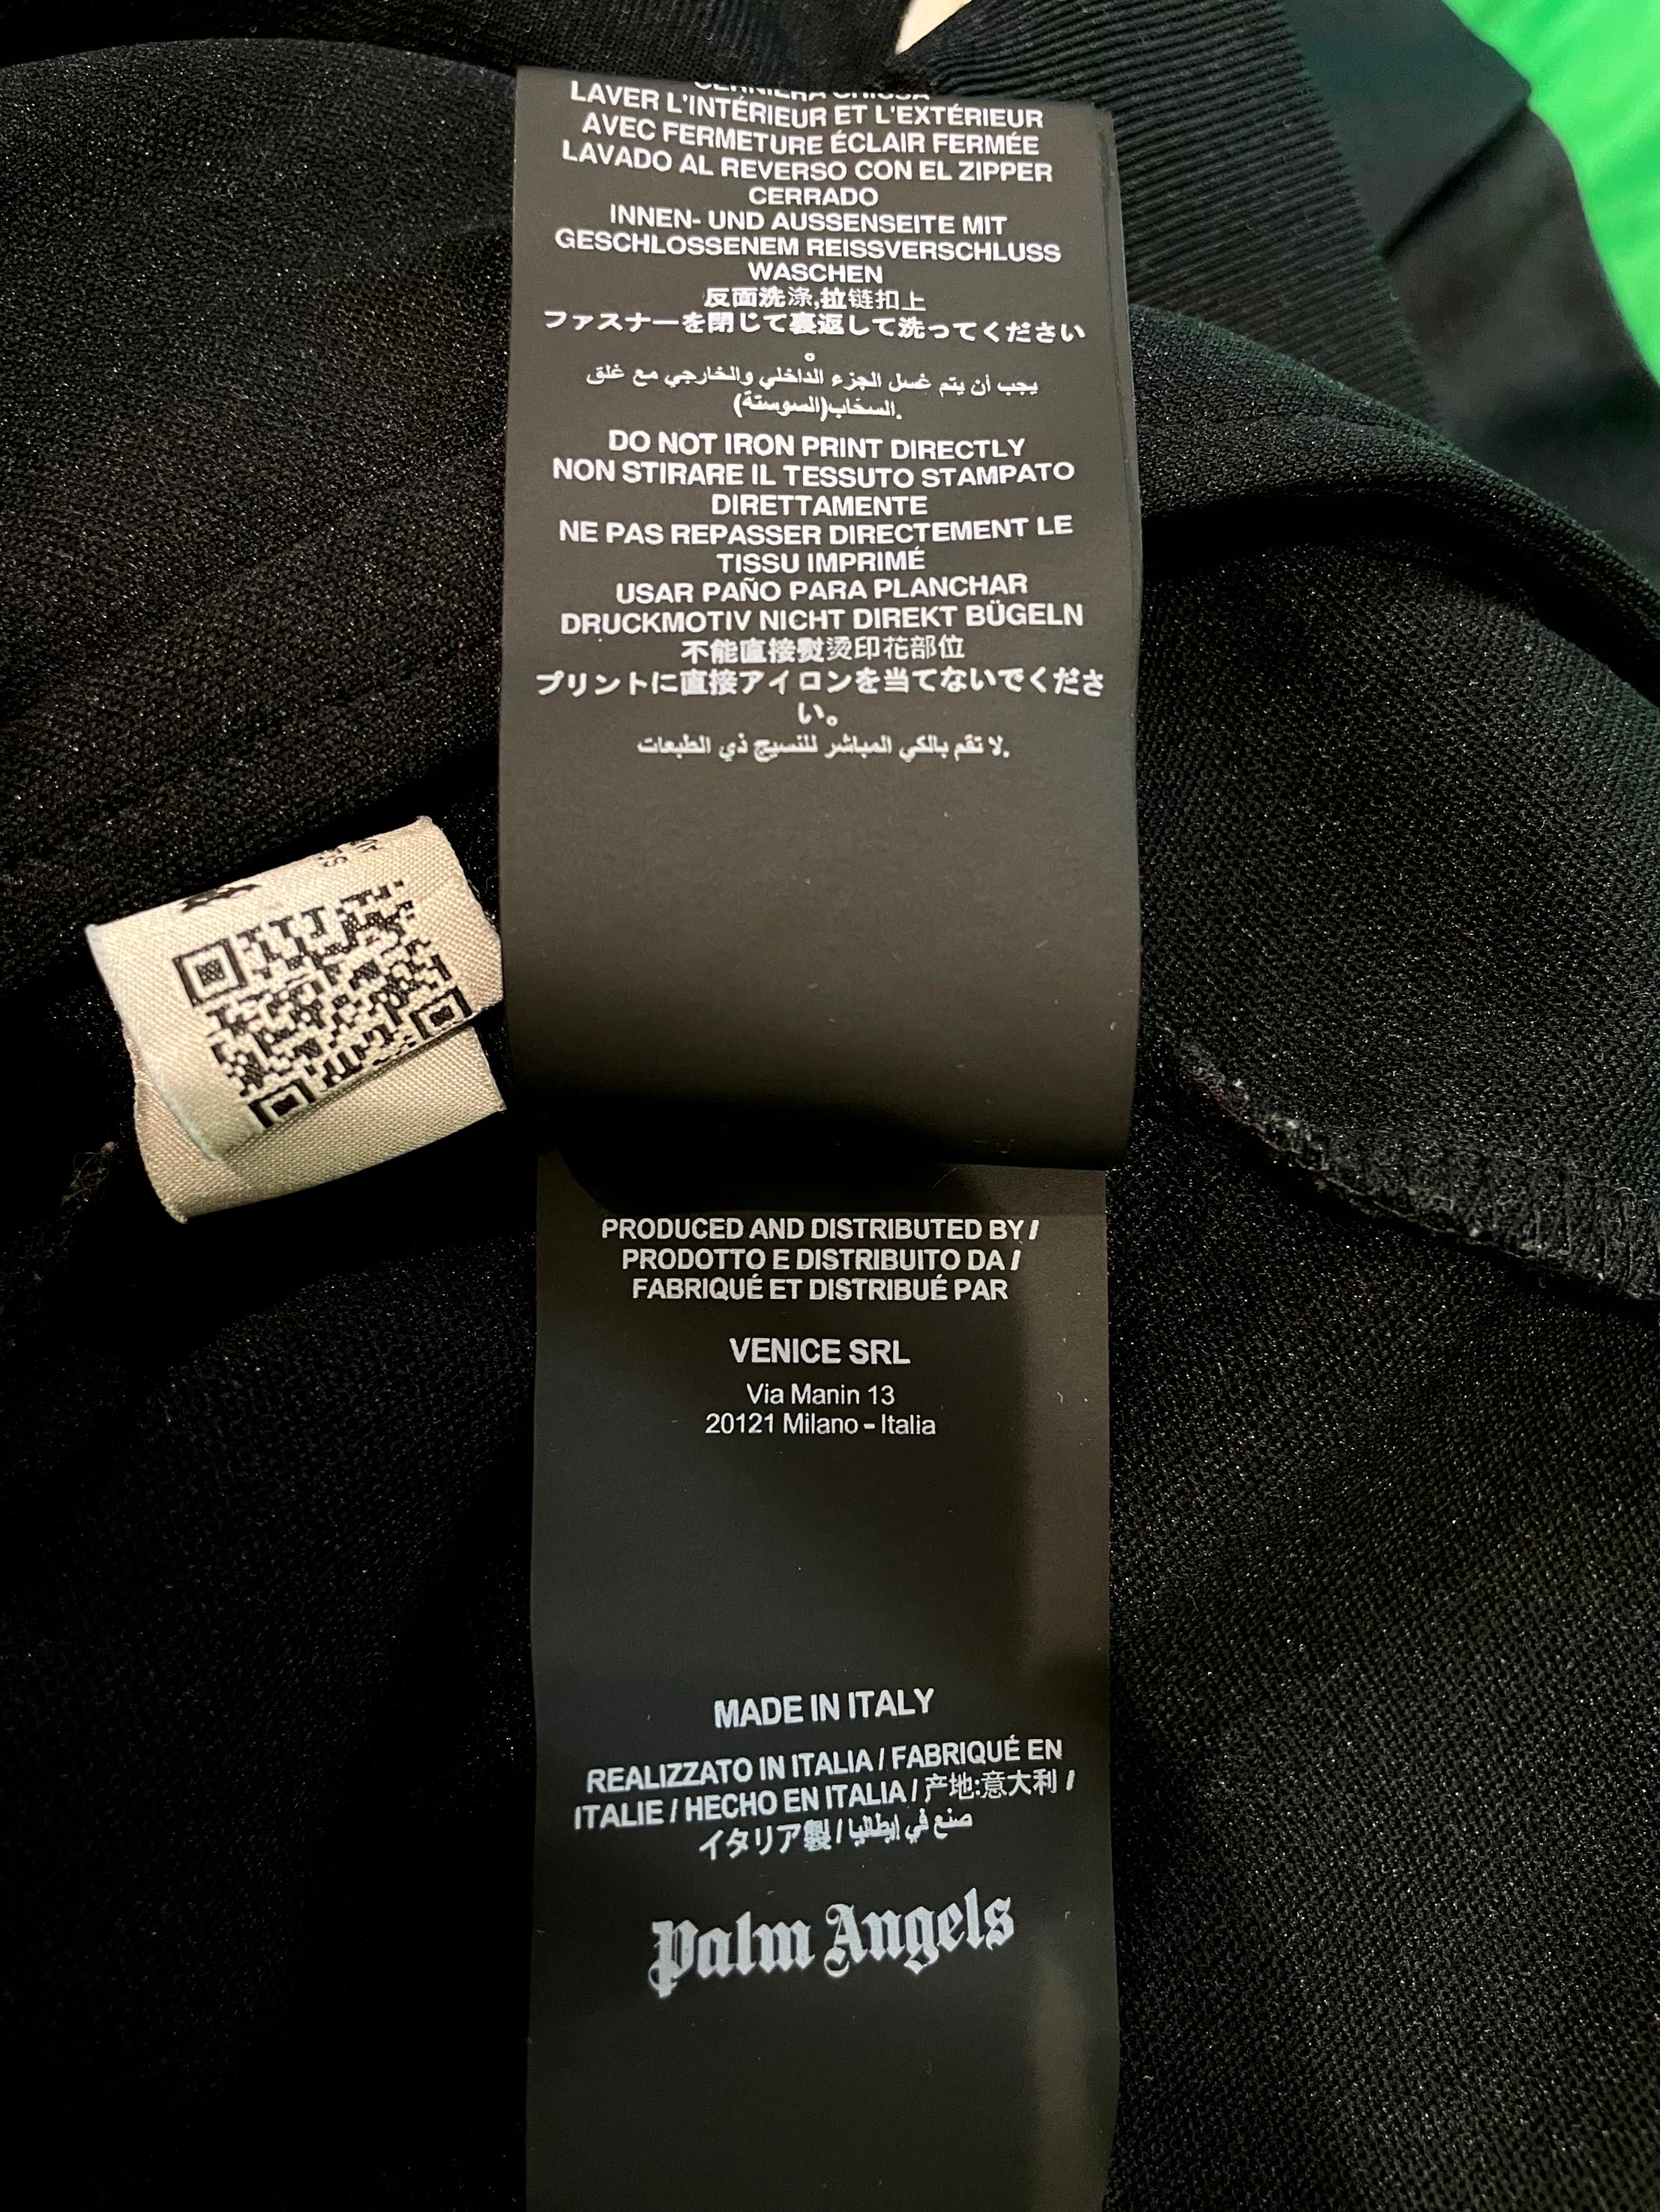 LAVER L'INTÉRIEUR ET L'EXTÉRIEUR
AVEC FERMETURE ÉCLAIR FERMÉE
LAVADO AL REVERSO CON EL ZIPPER
CERRADO
INNEN- UND AUSSENSEITE MIT
GESCHLOSSENEM REISSVERSCHLUSS
WASCHEN
反面洗涤,拉链扣上
ファスナーを閉じて裏返して洗ってください
。
يجب أن يتم غسل الجزء الداخلي والخارجي مع غلق
السحّاب(السوستة).
DO NOT IRON PRINT DIRECTLY
NON STIRARE IL TESSUTO STAMPATO
DIRETTAMENTE
NE PAS REPASSER DIRECTEMENT LE
TISSU IMPRIMÉ
USAR PAÑO PARA PLANCHAR
DRUCKMOTIV NICHT DIREKT BÜGELN
不能直接熨烫印花部位
プリントに直接アイロンを当てないでくださ
い。
لا تقم بالكي المباشر للنسيج ذي الطبعات.
PRODUCED AND DISTRIBUTED BY /
PRODOTTO E DISTRIBUITO DA /
FABRIQUÉ ET DISTRIBUÉ PAR
VENICE SRL
Via Manin 13
20121 Milano - Italia
MADE IN ITALY
REALIZZATO IN ITALIA / FABRIQUÉ EN
ITALIE / HECHO EN ITALIA / 产地:意大利 /
イタリア製 / صنع في إيطاليا
Palm Angels